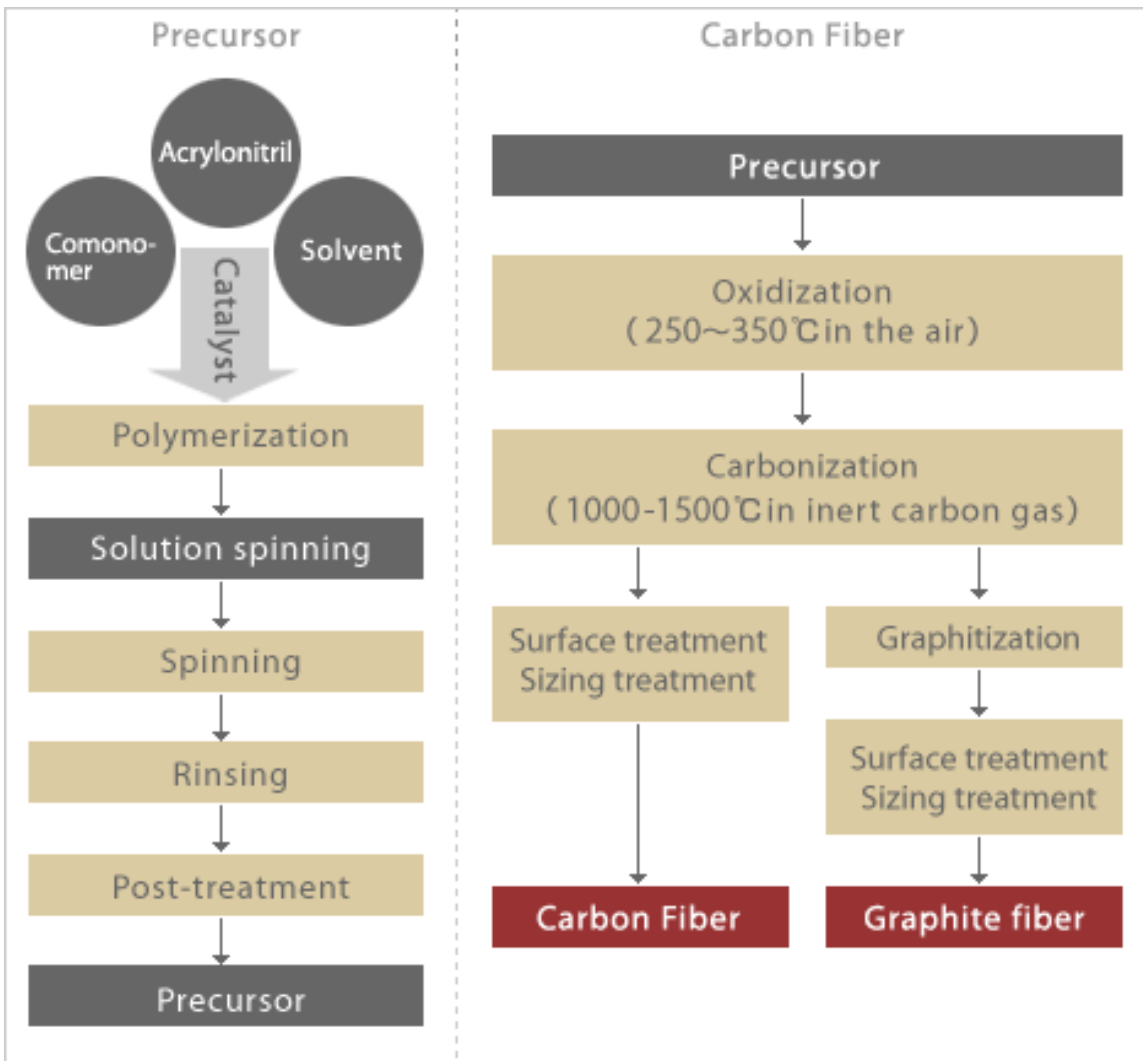 Precursor
Acrylonitril
Comono-
mer
Solvent
Catalyst
Polymerization
Solution spinning
Spinning
Rinsing
Post-treatment
Precursor
Carbon Fiber
Precursor
Oxidization
(250～350℃in the air)
Carbonization
(1000-1500℃in inert carbon gas)
Surface treatment
Sizing treatment
Carbon Fiber
Graphitization
Surface treatment
Sizing treatment
Graphite fiber